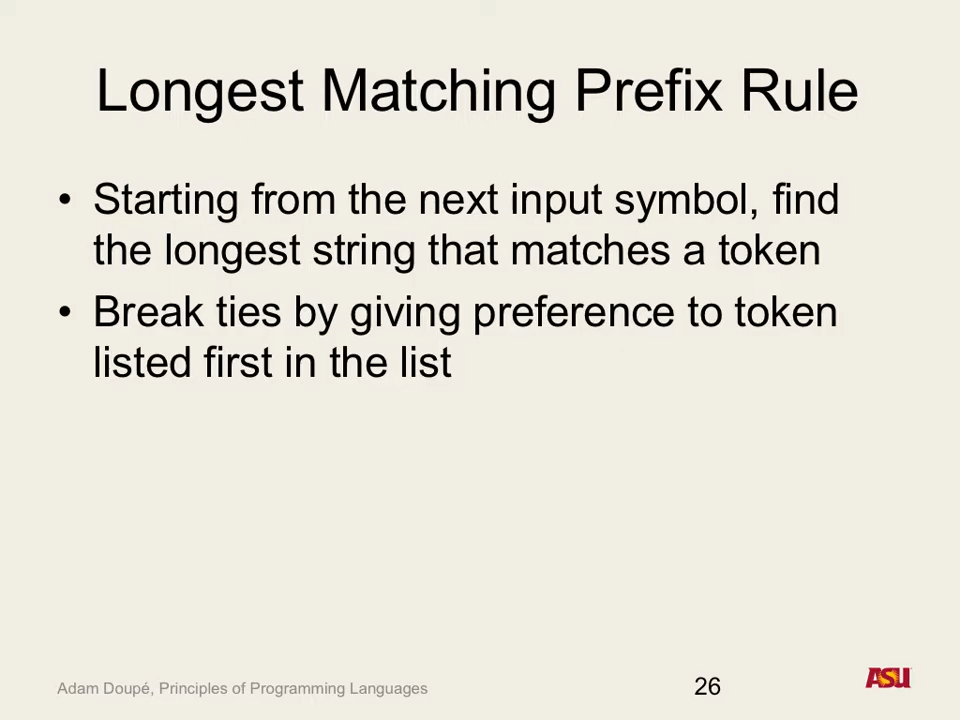 Longest Matching Prefix Rule
• Starting from the next input symbol, find
the longest string that matches a token
• Break ties by giving preference to token
listed first in the list
Adam Doupé, Principles of Programming Languages
26
ASU